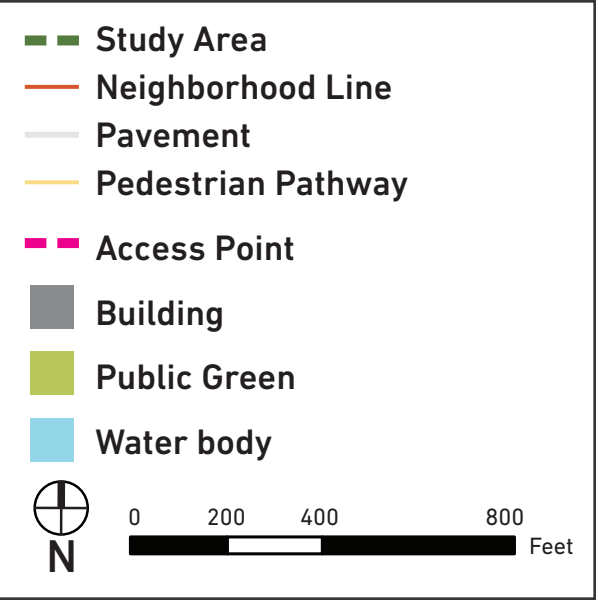 Study Area
Neighborhood Line
Pavement
Pedestrian Pathway
Access Point
Building
Public Green
Water body
0 200 400 800
Feet
N